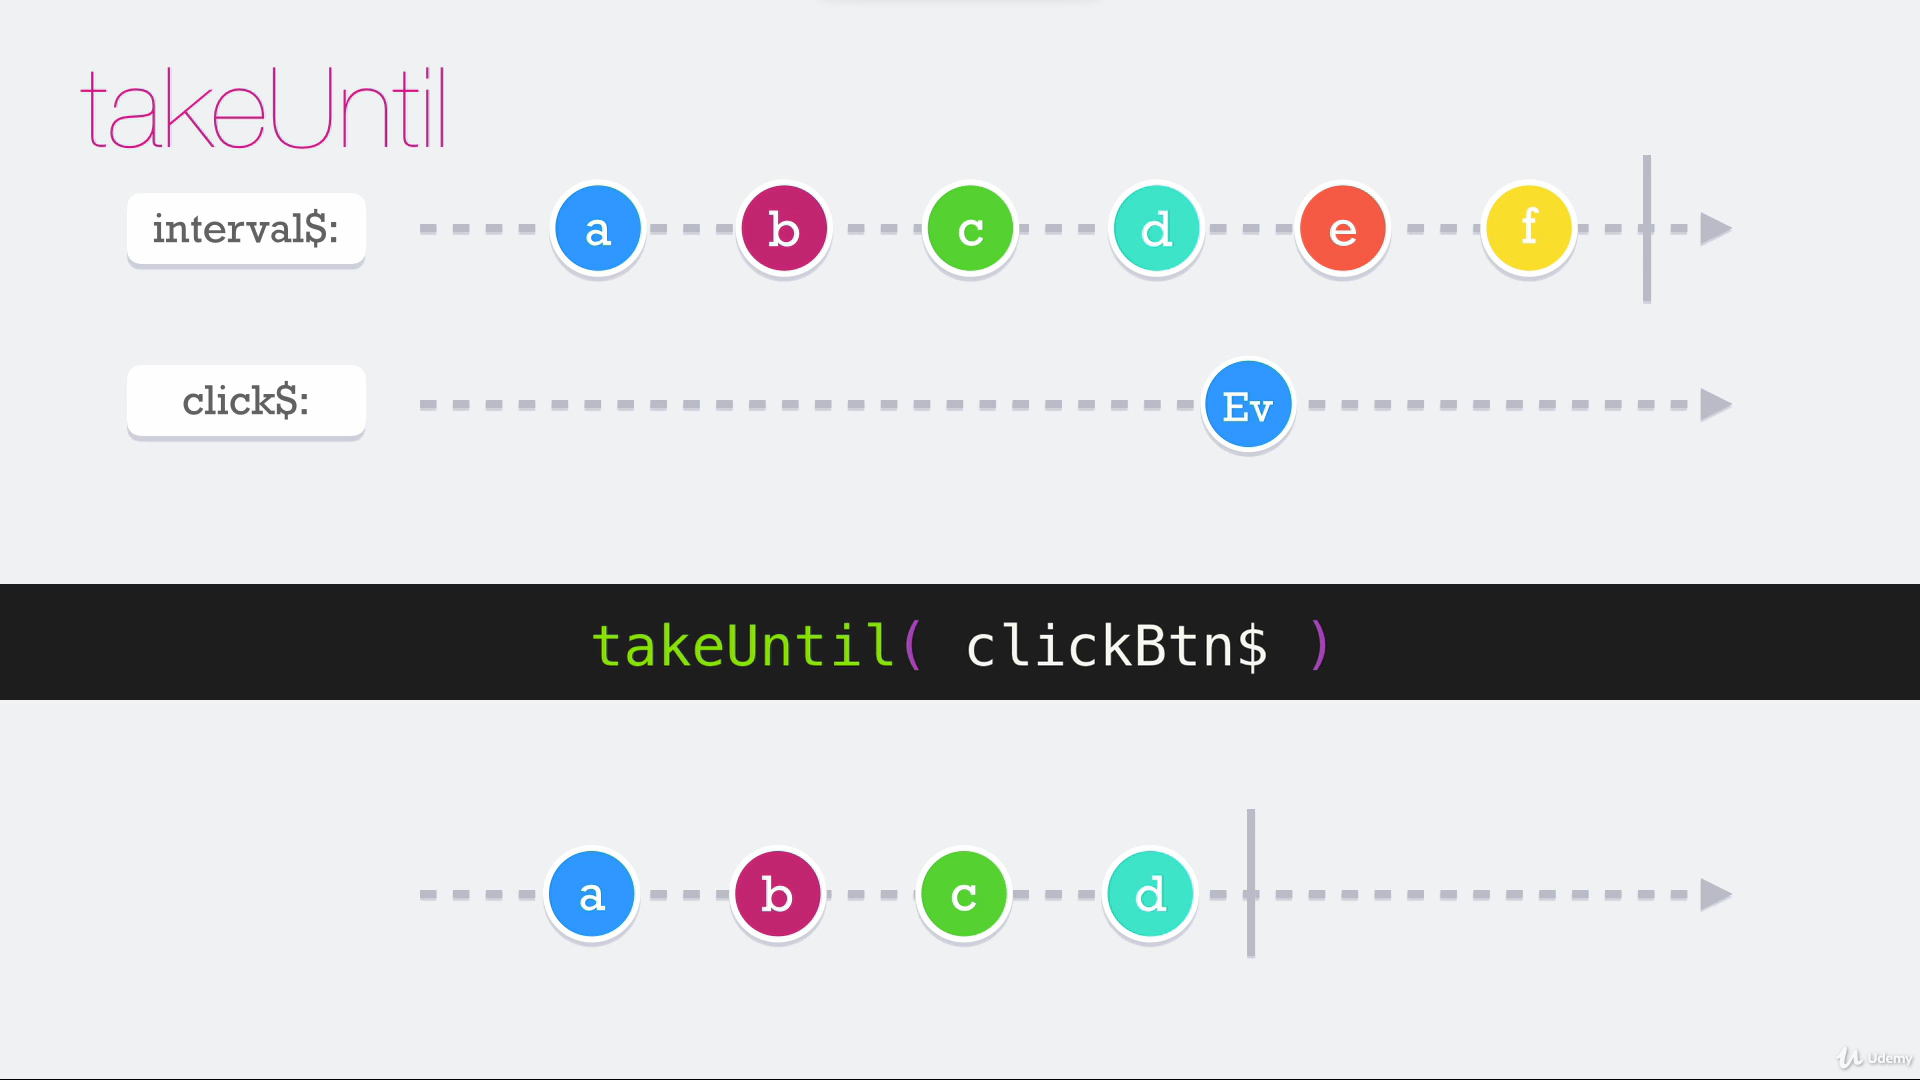 takeUntil
interval$:
a b c d e f
click$:
Ev
takeUntil( clickBtn$ )
a b c d
Udemy